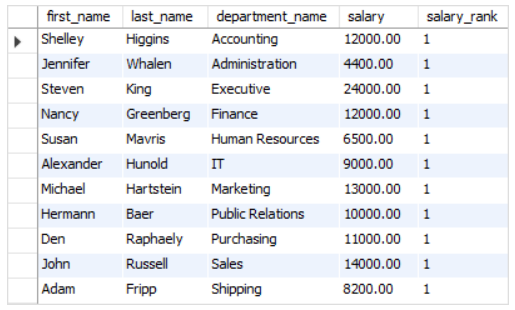 first_name last_name department_name salary salary_rank
Shelley Higgins Accounting 12000.00 1
Jennifer Whalen Administration 4400.00 1
Steven King Executive 24000.00 1
Nancy Greenberg Finance 12000.00 1
Susan Mavris Human Resources 6500.00 1
Alexander Hunold IT 9000.00 1
Michael Hartstein Marketing 13000.00 1
Hermann Baer Public Relations 10000.00 1
Den Raphaely Purchasing 11000.00 1
John Russell Sales 14000.00 1
Adam Fripp Shipping 8200.00 1